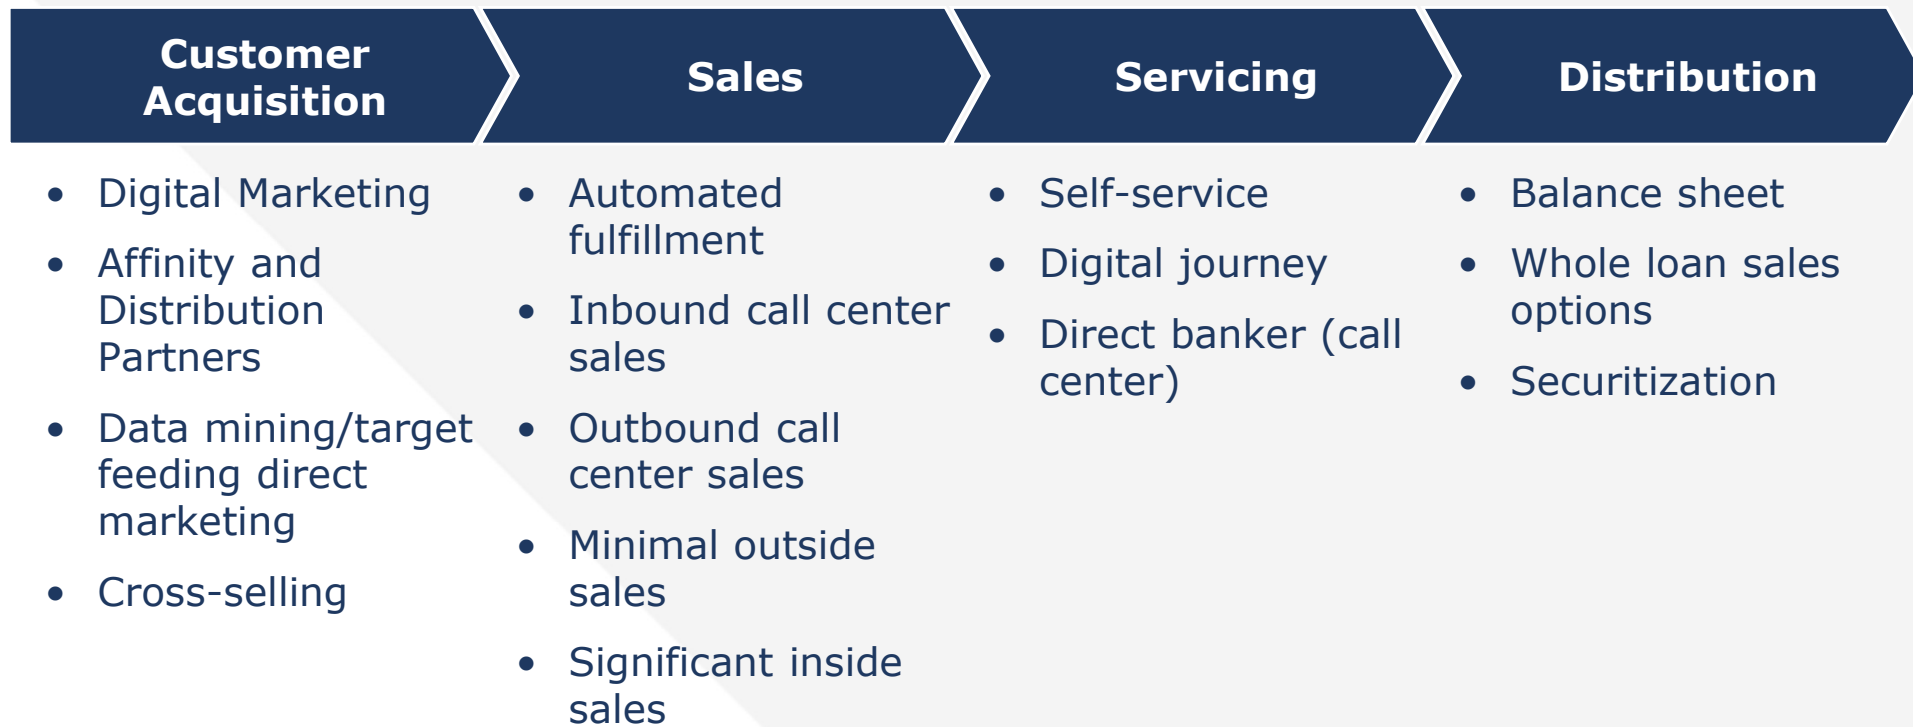 Customer
Acquisition
Sales
Servicing
Distribution
• Digital Marketing
• Affinity and
Distribution
Partners
• Data mining/target
feeding direct
marketing
• Cross-selling
• Automated
fulfillment
• Inbound call center
sales
• Outbound call
center sales
• Minimal outside
sales
• Significant inside
sales
• Self-service
• Digital journey
• Direct banker (call
center)
• Balance sheet
• Whole loan sales
options
• Securitization